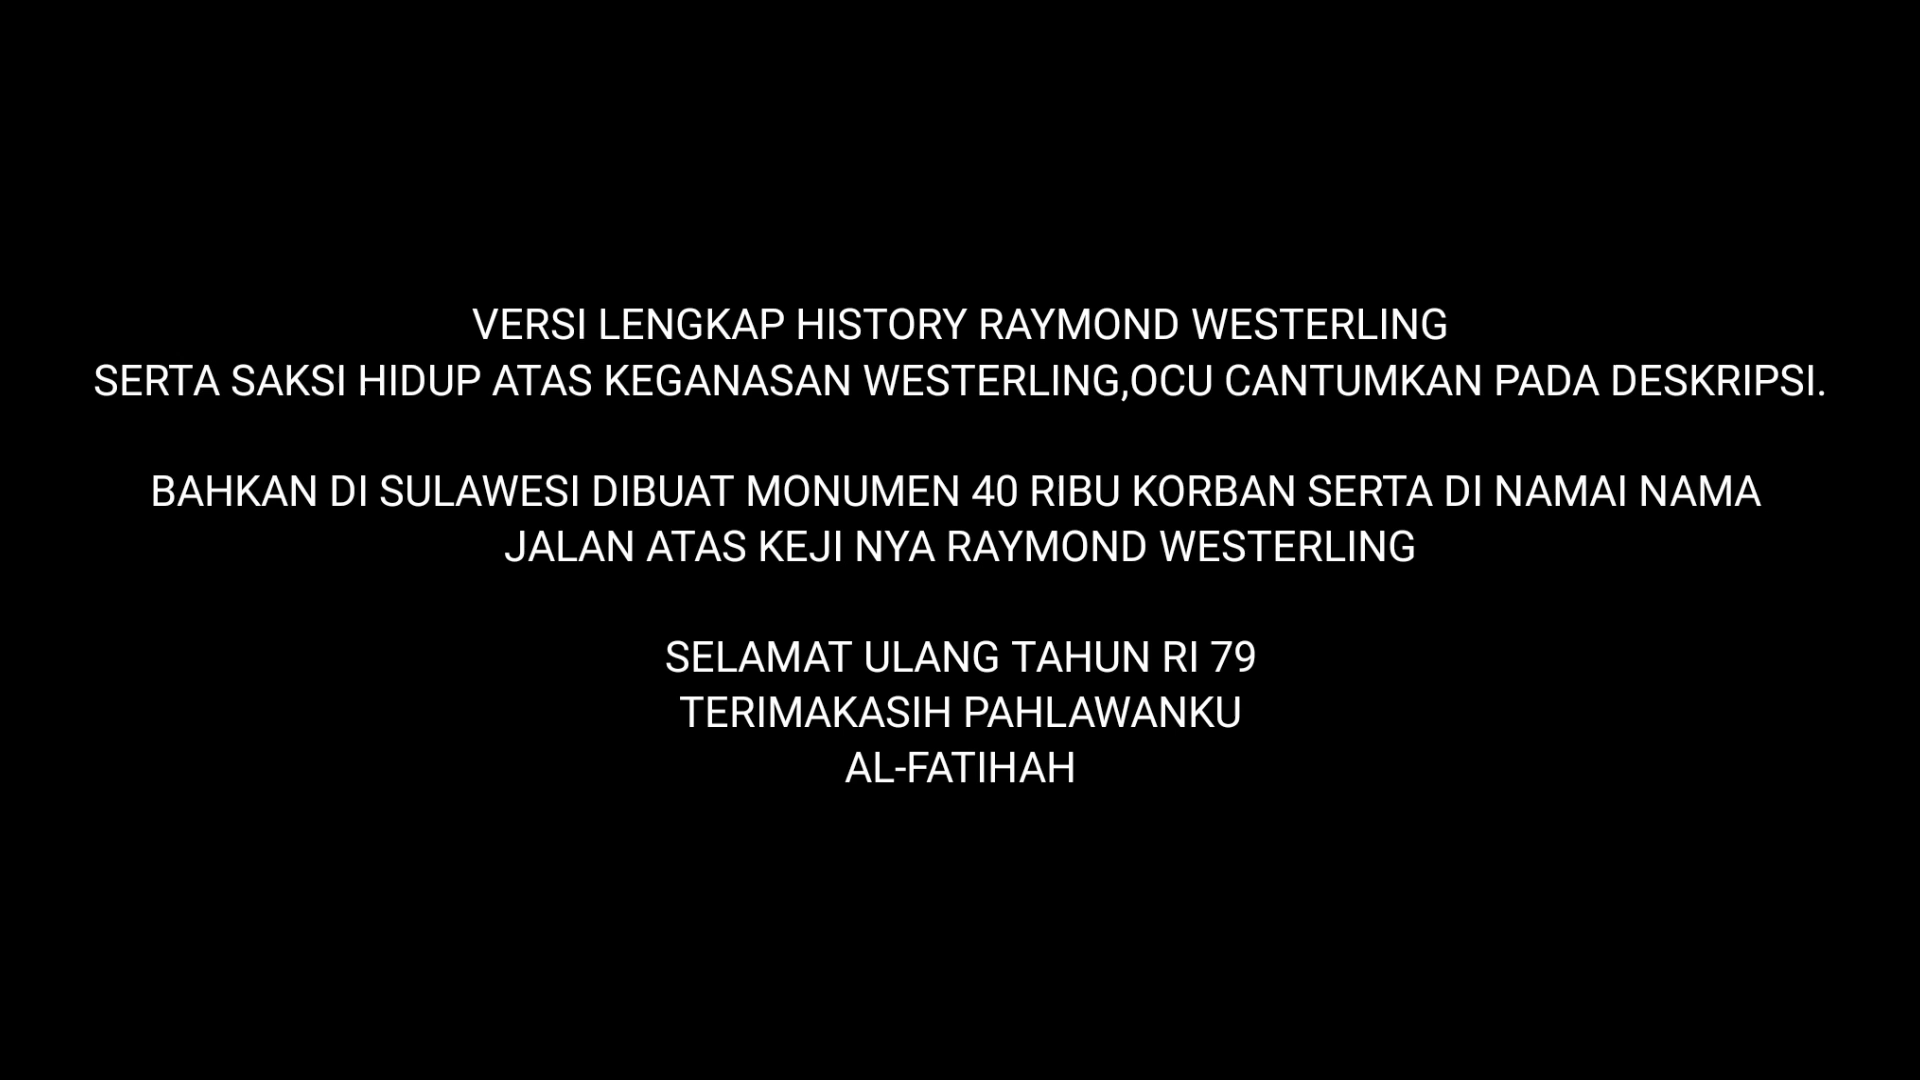 VERSI LENGKAP HISTORY RAYMOND WESTERLING
SERTA SAKSI HIDUP ATAS KEGANASAN WESTERLING,OCU CANTUMKAN PADA DESKRIPSI.
BAHKAN DI SULAWESI DIBUAT MONUMEN 40 RIBU KORBAN SERTA DI NAMAI NAMA
JALAN ATAS KEJI NYA RAYMOND WESTERLING
SELAMAT ULANG TAHUN RI 79
TERIMAKASIH PAHLAWANKU
AL-FATIHAH